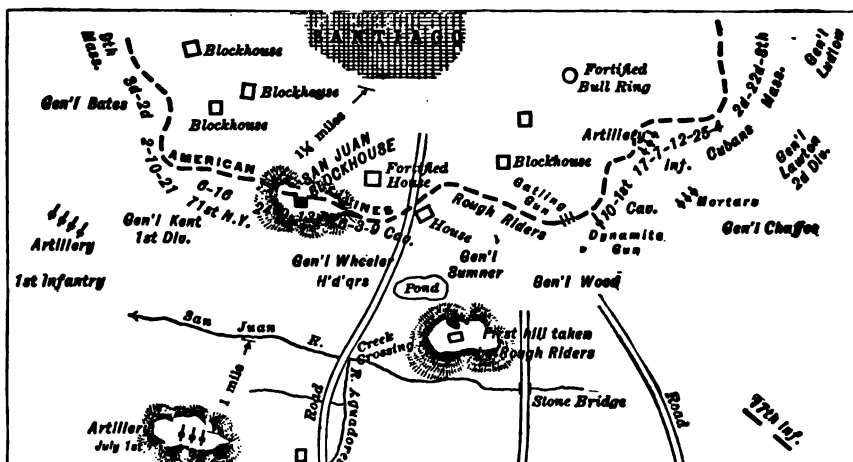 SANTIAGO
9th
Mass.
3d-2d
Gen'l Bates
2-10-21
Blockhouse
Blockhouse
Blockhouse
1¼ miles
Fortified
Bull Ring
2d-22d-8th
Mass.
Gen'l
Ludlow
Artillery
17-7-12-25-4
Inf.
Cubans
Gen'l
Lawton
2d Div.
AMERICAN
SAN JUAN
BLOCKHOUSE
Fortified
House
Blockhouse
6-16
71st N.Y.
LINES
3-9 Cav.
House
Rough Riders
Gatling
Gun
10-1st
Cav.
Mortars
Gen'l Chaffee
Dynamite
Gun
Artillery
1st Infantry
Gen'l Kent
1st Div.
Gen'l Wheeler
H'd'qrs
Gen'l
Sumner
Gen'l Wood
Pond
San Juan R.
Creek
Crossing
First hill taken
by Rough Riders
1 mile
Road
R. Aguadores
Stone Bridge
Road
17th Inf.
Artillery
July 1st